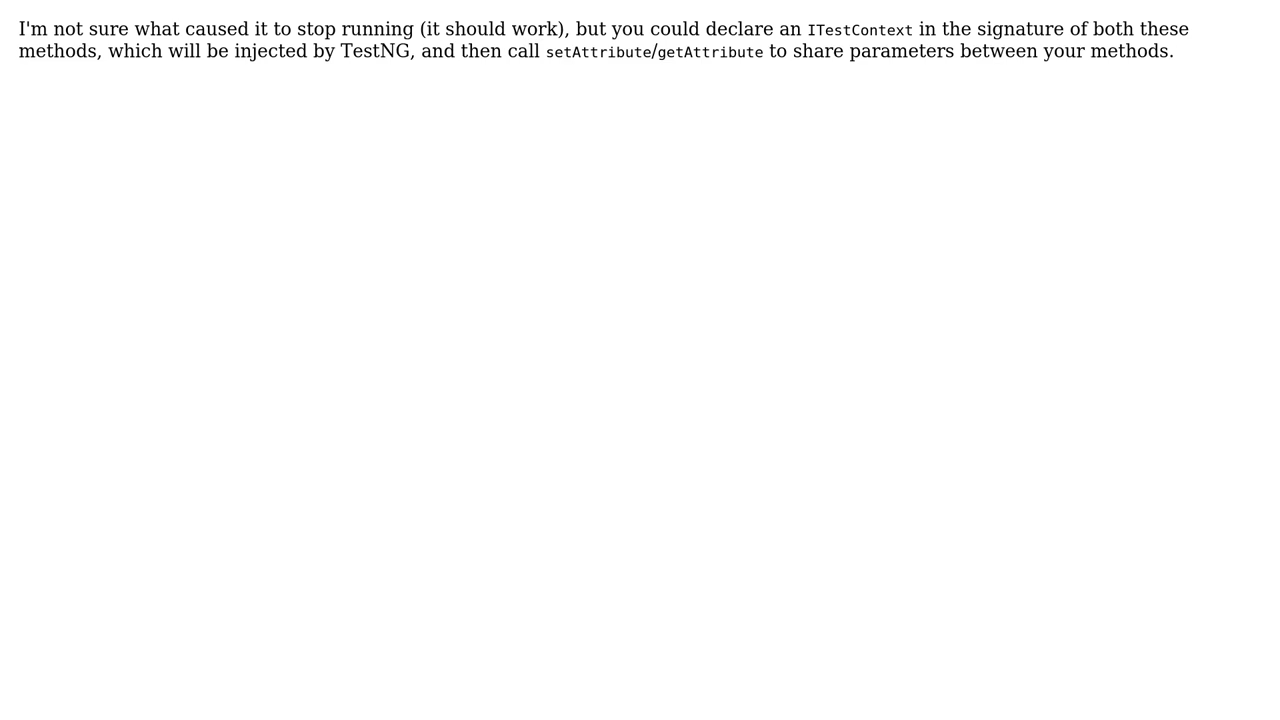 I'm not sure what caused it to stop running (it should work), but you could declare an ITestContext in the signature of both these
methods, which will be injected by TestNG, and then call setAttribute/getAttribute to share parameters between your methods.